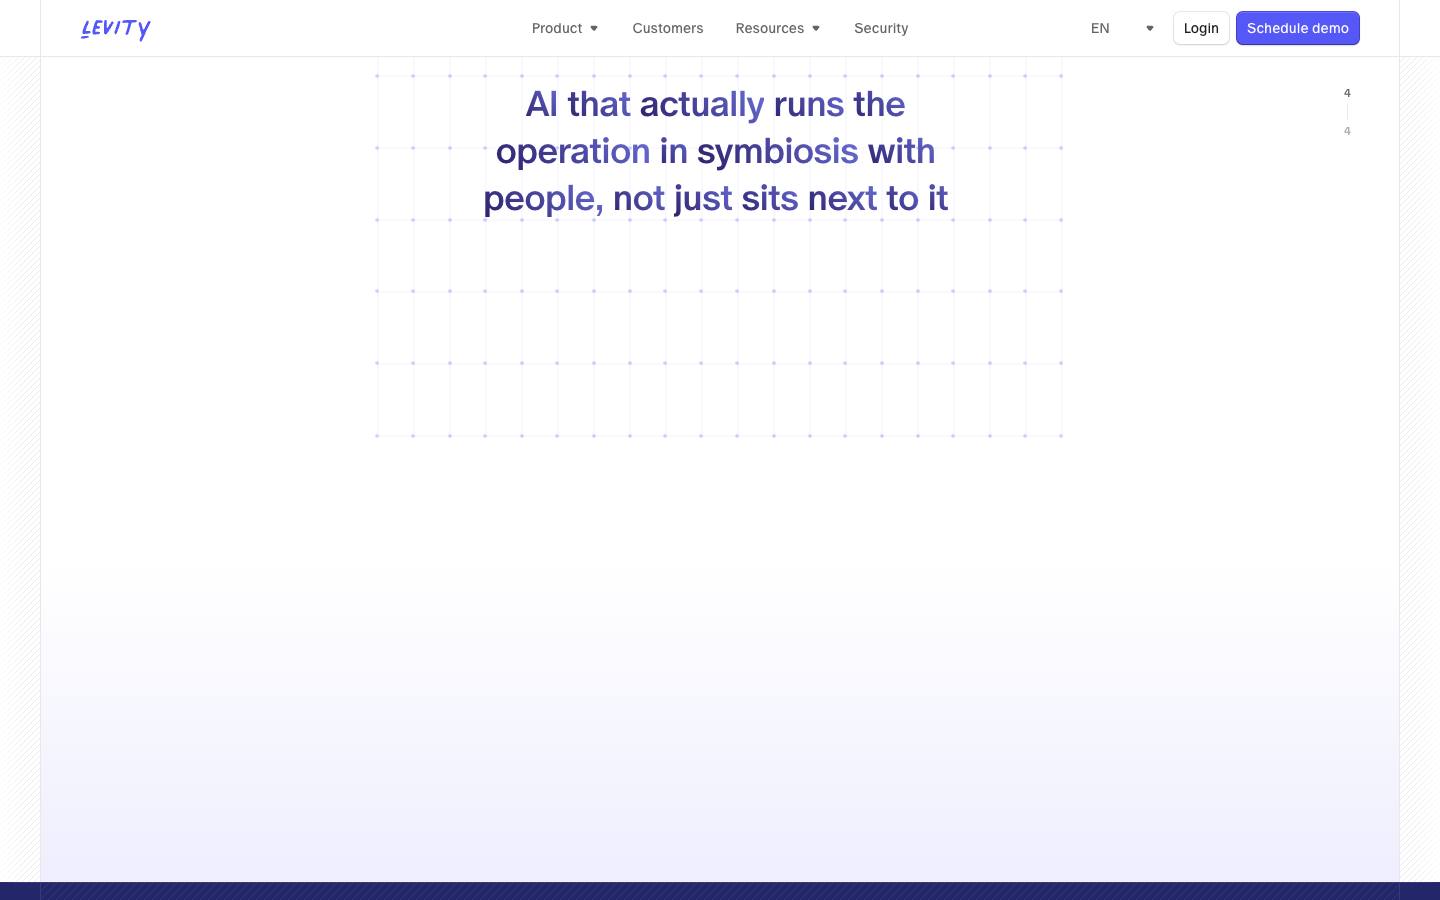 LEVITY
Product
Customers
Resources
Security
EN
Login
Schedule demo
AI that actually runs the
operation in symbiosis with
people, not just sits next to it
4
4